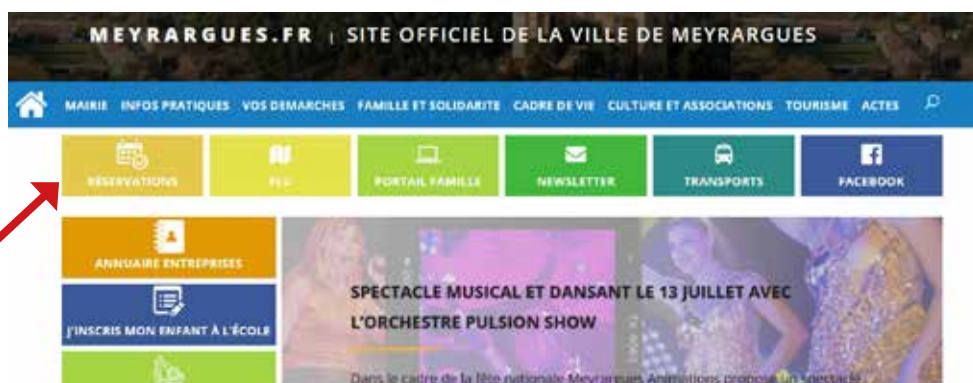 MEYRARGUES.FR | SITE OFFICIEL DE LA VILLE DE MEYRARGUES
MAIRIE INFOS PRATIQUES VOS DEMARCHES FAMILLE ET SOLIDARITE CADRE DE VIE CULTURE ET ASSOCIATIONS TOURISME ACTES
RÉSERVATIONS
PLU
PORTAIL FAMILLE
NEWSLETTER
TRANSPORTS
FACEBOOK
ANNUAIRE ENTREPRISES
J'INSCRIS MON ENFANT À L'ÉCOLE
SPECTACLE MUSICAL ET DANSANT LE 13 JUILLET AVEC
L'ORCHESTRE PULSION SHOW
Dans le cadre de la fête nationale Meyrargues Animations propose un spectacle